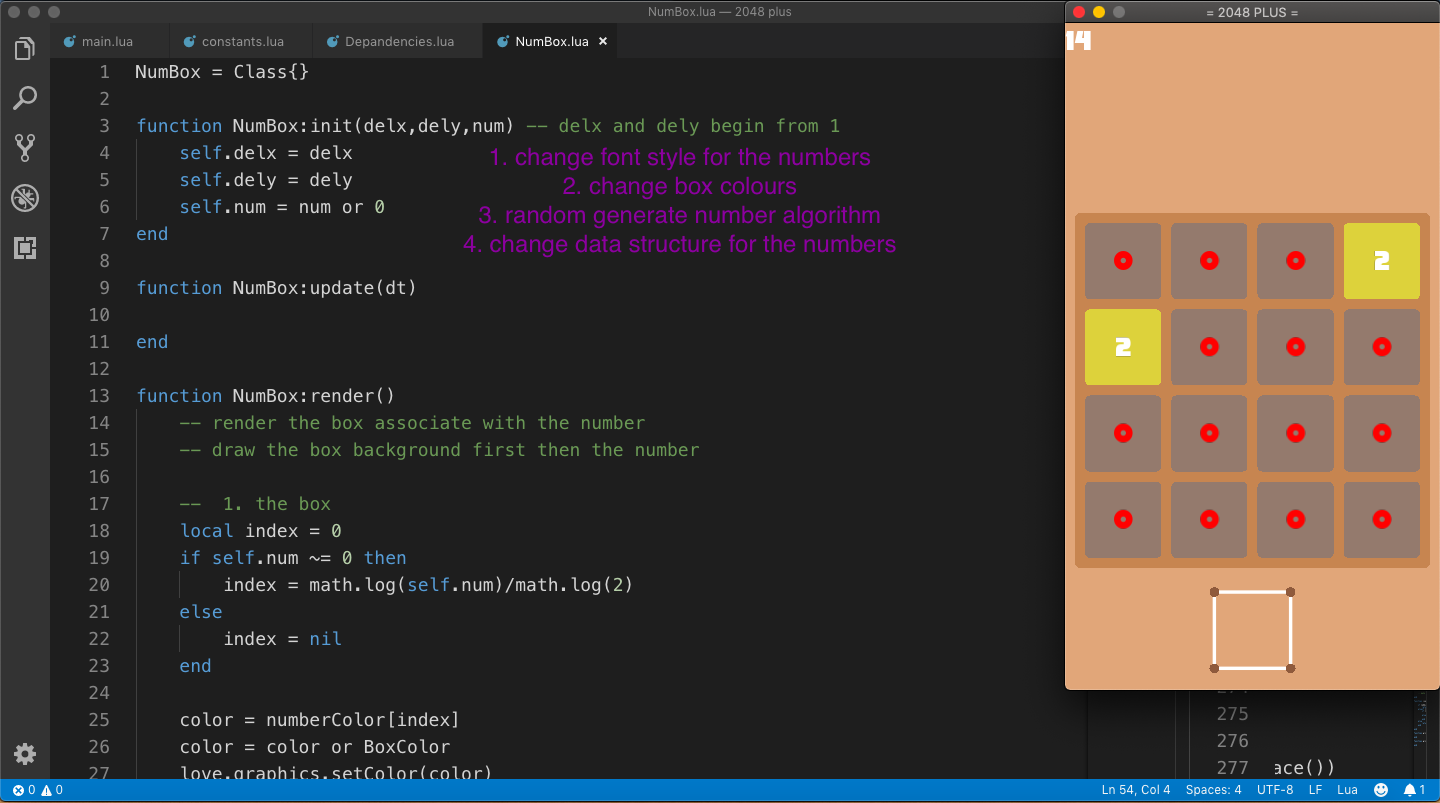 NumBox.lua — 2048 plus
= 2048 PLUS =
main.lua
constants.lua
Depandencies.lua
NumBox.lua ×
14
1 NumBox = Class{}
2
3 function NumBox:init(delx,dely,num) -- delx and dely begin from 1
4 self.delx = delx
5 self.dely = dely
6 self.num = num or 0
7 end
8
9 function NumBox:update(dt)
10
11 end
12
13 function NumBox:render()
14 -- render the box associate with the number
15 -- draw the box background first then the number
16
17 --  1. the box
18 local index = 0
19 if self.num ~= 0 then
20 index = math.log(self.num)/math.log(2)
21 else
22 index = nil
23 end
24
25 color = numberColor[index]
26 color = color or BoxColor
27 love.graphics.setColor(color)
1. change font style for the numbers
2. change box colours
3. random generate number algorithm
4. change data structure for the numbers
2
2
275
276
277 ace())
0 0
Ln 54, Col 4 Spaces: 4 UTF-8 LF Lua 1